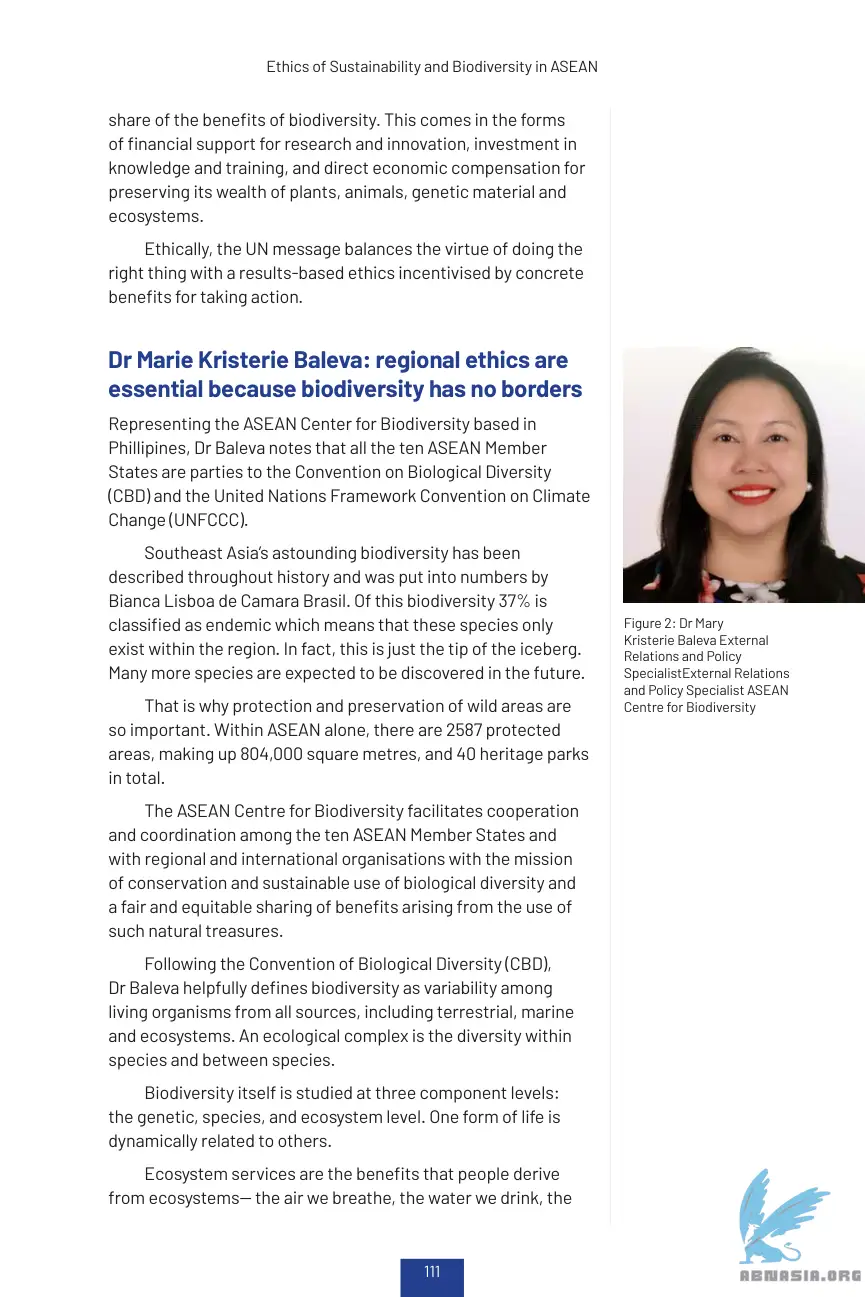 Ethics of Sustainability and Biodiversity in ASEAN
share of the benefits of biodiversity. This comes in the forms
of financial support for research and innovation, investment in
knowledge and training, and direct economic compensation for
preserving its wealth of plants, animals, genetic material and
ecosystems.
Ethically, the UN message balances the virtue of doing the
right thing with a results-based ethics incentivised by concrete
benefits for taking action.
Dr Marie Kristerie Baleva: regional ethics are
essential because biodiversity has no borders
Representing the ASEAN Center for Biodiversity based in
Phillipines, Dr Baleva notes that all the ten ASEAN Member
States are parties to the Convention on Biological Diversity
(CBD) and the United Nations Framework Convention on Climate
Change (UNFCCC).
Southeast Asia's astounding biodiversity has been
described throughout history and was put into numbers by
Bianca Lisboa de Camara Brasil. Of this biodiversity 37% is
classified as endemic which means that these species only
exist within the region. In fact, this is just the tip of the iceberg.
Many more species are expected to be discovered in the future.
That is why protection and preservation of wild areas are
so important. Within ASEAN alone, there are 2587 protected
areas, making up 804,000 square metres, and 40 heritage parks
in total.
The ASEAN Centre for Biodiversity facilitates cooperation
and coordination among the ten ASEAN Member States and
with regional and international organisations with the mission
of conservation and sustainable use of biological diversity and
a fair and equitable sharing of benefits arising from the use of
such natural treasures.
Following the Convention of Biological Diversity (CBD),
Dr Baleva helpfully defines biodiversity as variability among
living organisms from all sources, including terrestrial, marine
and ecosystems. An ecological complex is the diversity within
species and between species.
Biodiversity itself is studied at three component levels:
the genetic, species, and ecosystem level. One form of life is
dynamically related to others.
Ecosystem services are the benefits that people derive
from ecosystems— the air we breathe, the water we drink, the
Figure 2: Dr Mary
Kristerie Baleva External
Relations and Policy
SpecialistExternal Relations
and Policy Specialist ASEAN
Centre for Biodiversity
111
ABNASIA.ORG